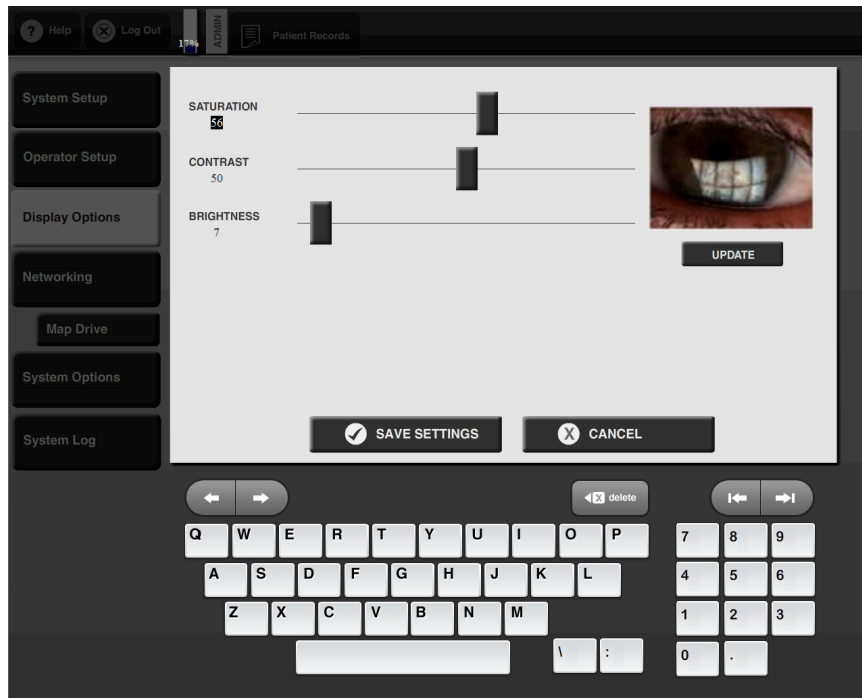 ? Help
X Log Out
17%
ADMIN
Patient Records
System Setup
Operator Setup
Display Options
Networking
Map Drive
System Options
System Log
SATURATION
56
CONTRAST
50
BRIGHTNESS
7
UPDATE
SAVE SETTINGS
X CANCEL
X delete
Q W E R T Y U I O P
A S D F G H J K L
Z X C V B N M
\ :
7 8 9
4 5 6
1 2 3
0 .